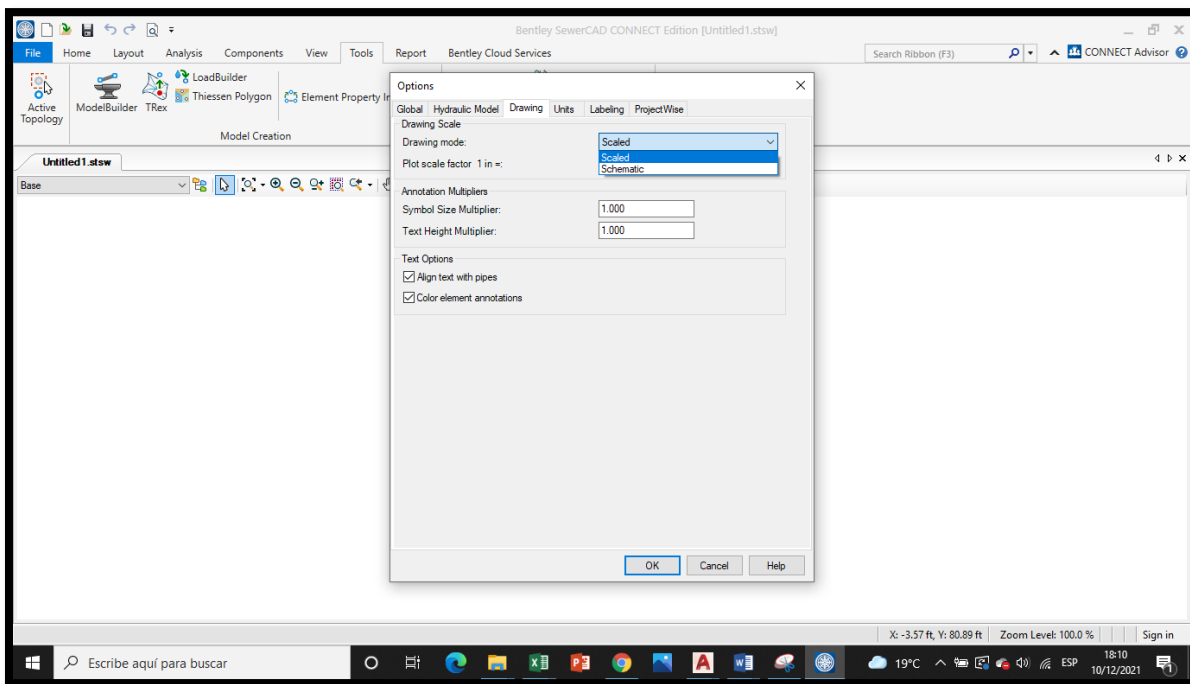 Bentley SewerCAD CONNECT Edition [Untitled1.stsw]
File Home Layout Analysis Components View Tools Report Bentley Cloud Services
Search Ribbon (F3)
CONNECT Advisor
Active
Topology
ModelBuilder
TRex
LoadBuilder
Thiessen Polygon
Element Property In
Model Creation
Untitled1.stsw
Base
Options
Global Hydraulic Model Drawing Units Labeling ProjectWise
Drawing Scale
Drawing mode: Scaled
Scaled
Schematic
Plot scale factor 1 in =:
Annotation Multipliers
Symbol Size Multiplier: 1.000
Text Height Multiplier: 1.000
Text Options
Align text with pipes
Color element annotations
OK Cancel Help
X: -3.57 ft, Y: 80.89 ft Zoom Level: 100.0 % Sign in
Escribe aquí para buscar
19°C ESP
18:10
10/12/2021
1